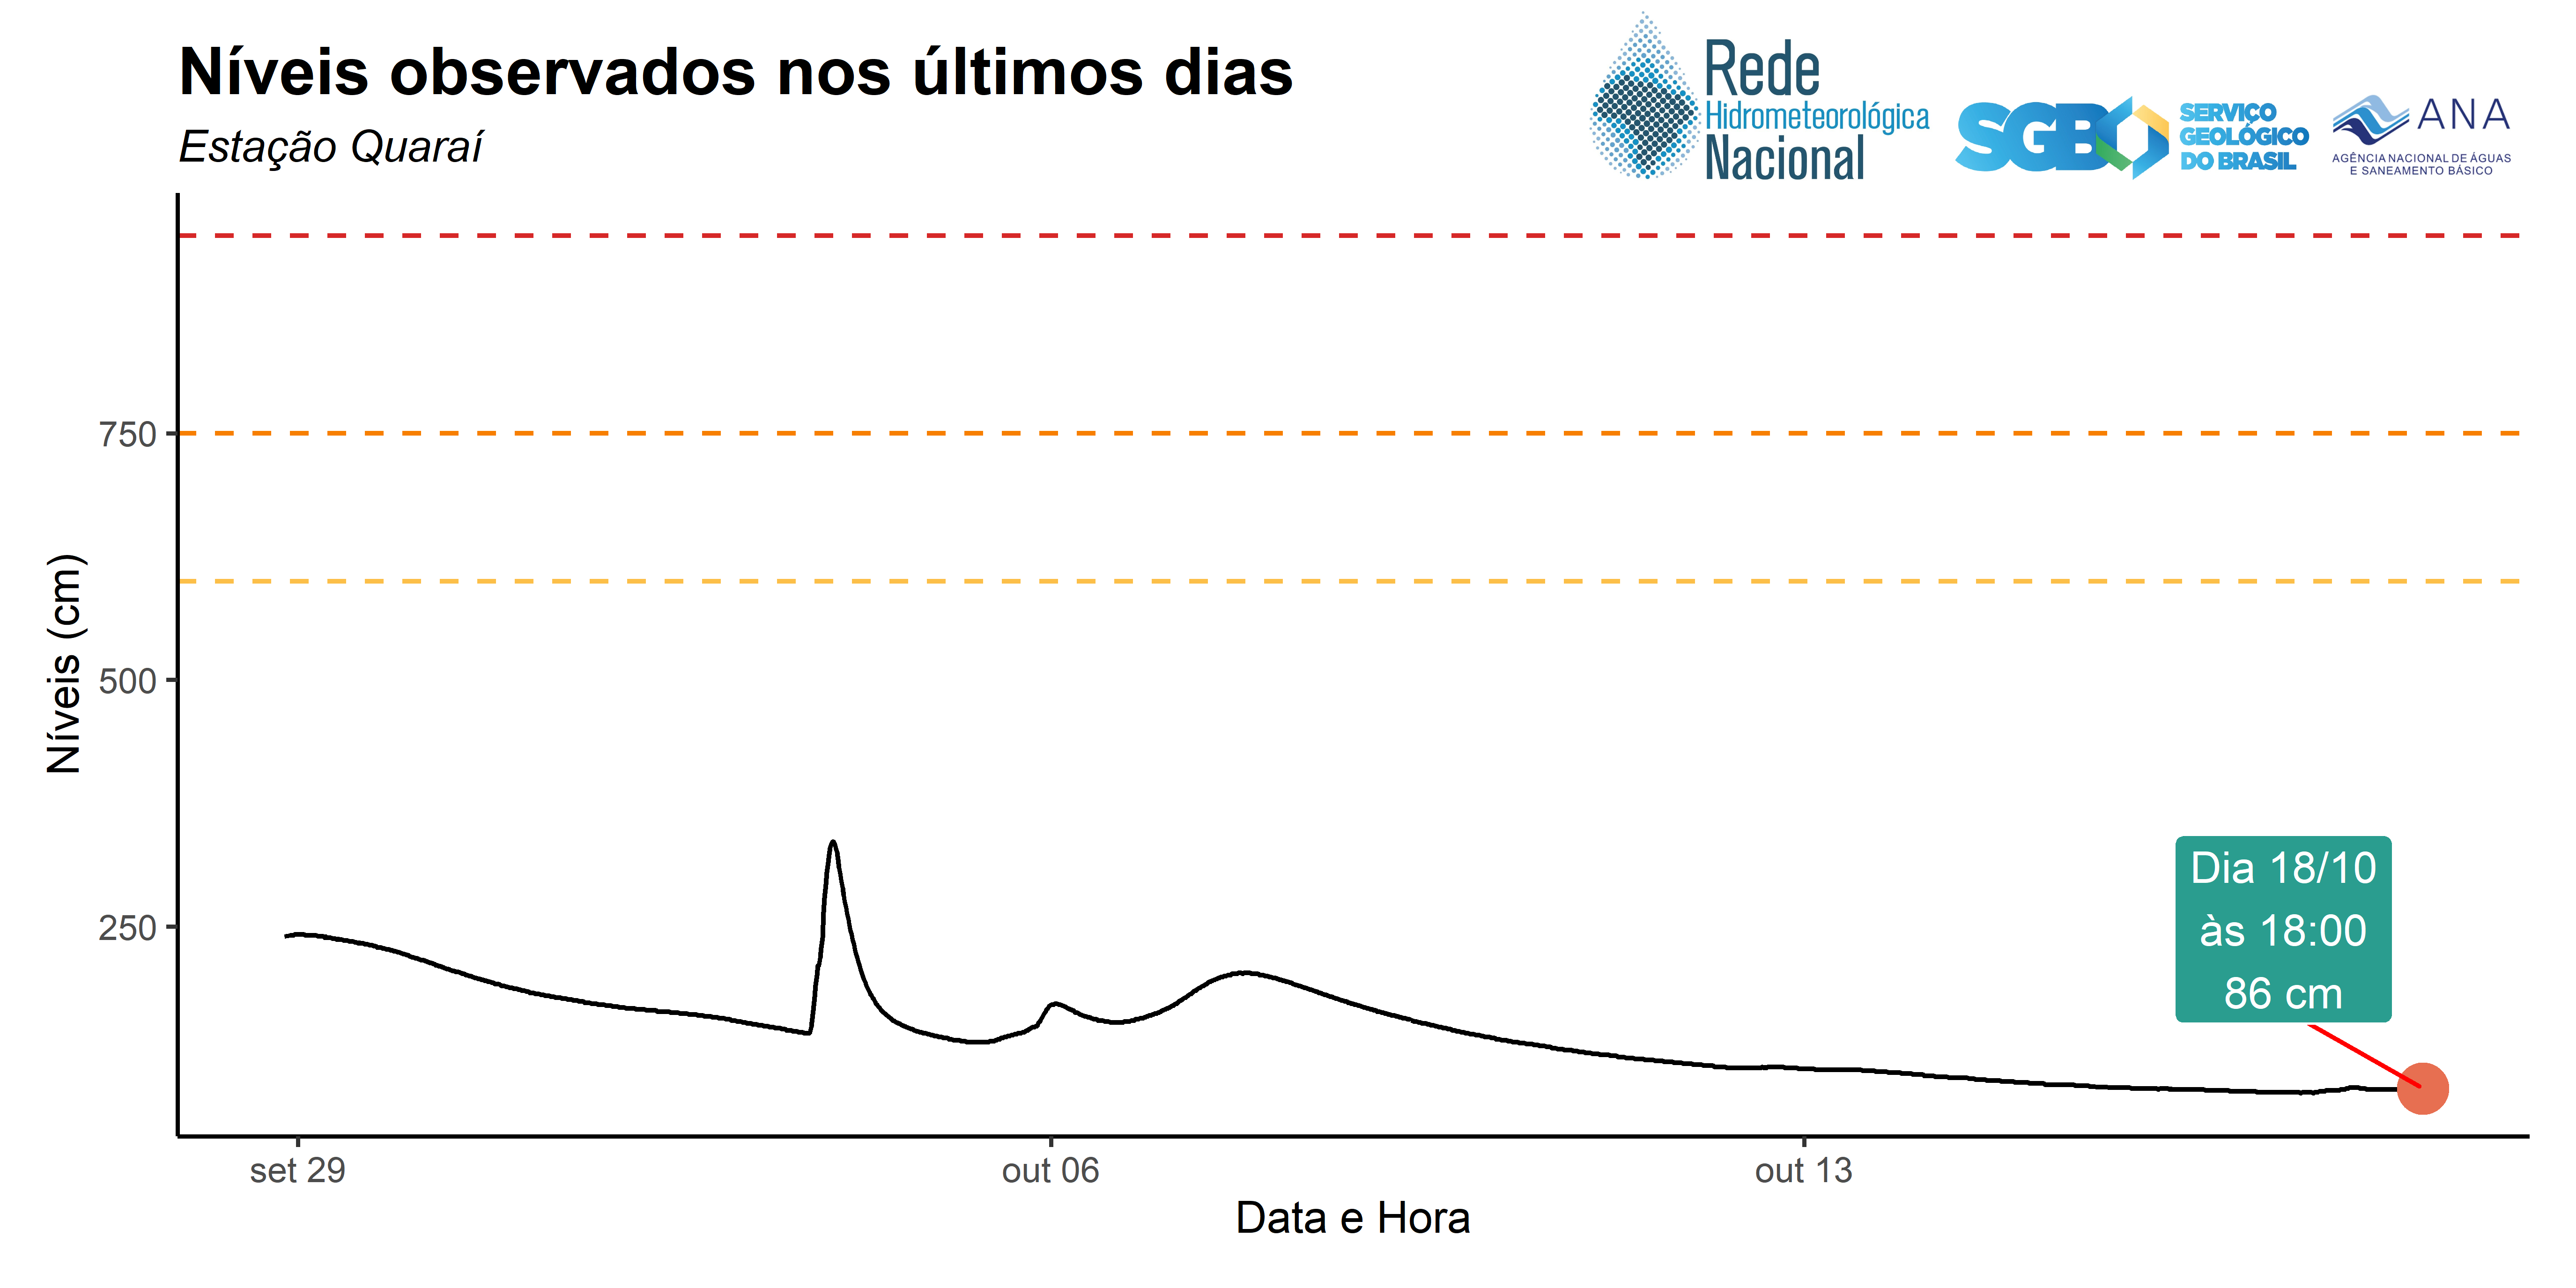 Níveis observados nos últimos dias
Estação Quaraí
Rede
Hidrometeorológica
Nacional
SGB
SERVIÇO
GEOLÓGICO
DO BRASIL
ANA
AGÊNCIA NACIONAL DE ÁGUAS
E SANEAMENTO BÁSICO
Níveis (cm)
750
500
250
Dia 18/10
às 18:00
86 cm
set 29
out 06
out 13
Data e Hora